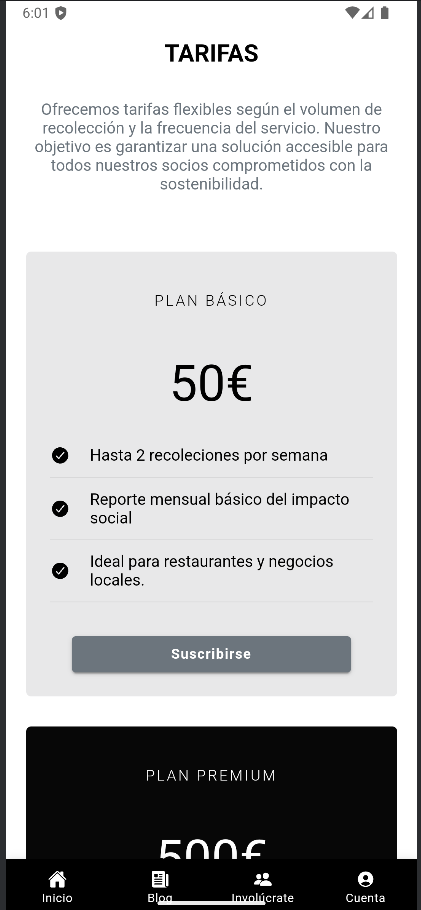 6:01
TARIFAS
Ofrecemos tarifas flexibles según el volumen de
recolección y la frecuencia del servicio. Nuestro
objetivo es garantizar una solución accesible para
todos nuestros socios comprometidos con la
sostenibilidad.
PLAN BÁSICO
50€
Hasta 2 recoleciones por semana
Reporte mensual básico del impacto
social
Ideal para restaurantes y negocios
locales.
Suscribirse
PLAN PREMIUM
500€
Inicio
Blog
Involúcrate
Cuenta